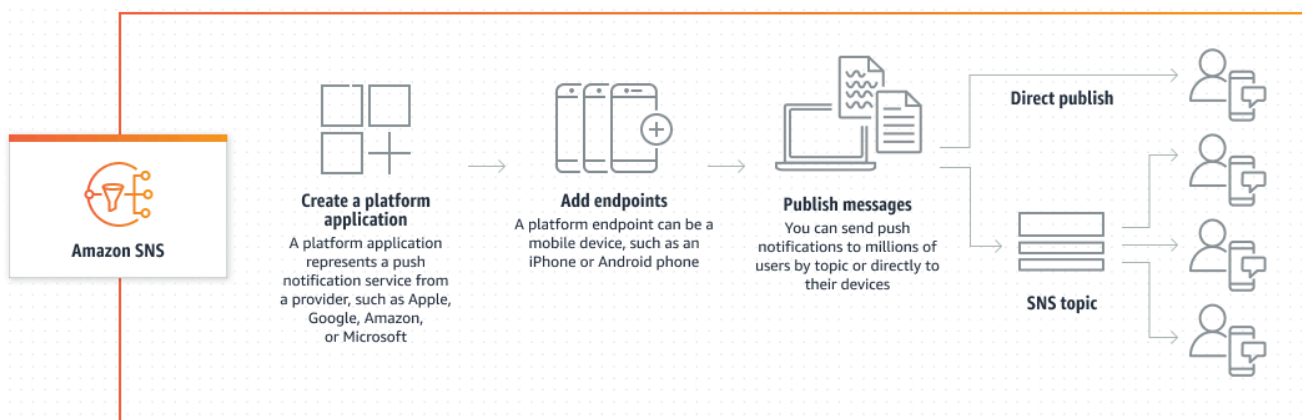 Amazon SNS
Create a platform
application
A platform application
represents a push
notification service from
a provider, such as Apple,
Google, Amazon,
or Microsoft
Add endpoints
A platform endpoint can be a
mobile device, such as an
iPhone or Android phone
Publish messages
You can send push
notifications to millions of
users by topic or directly to
their devices
Direct publish
SNS topic